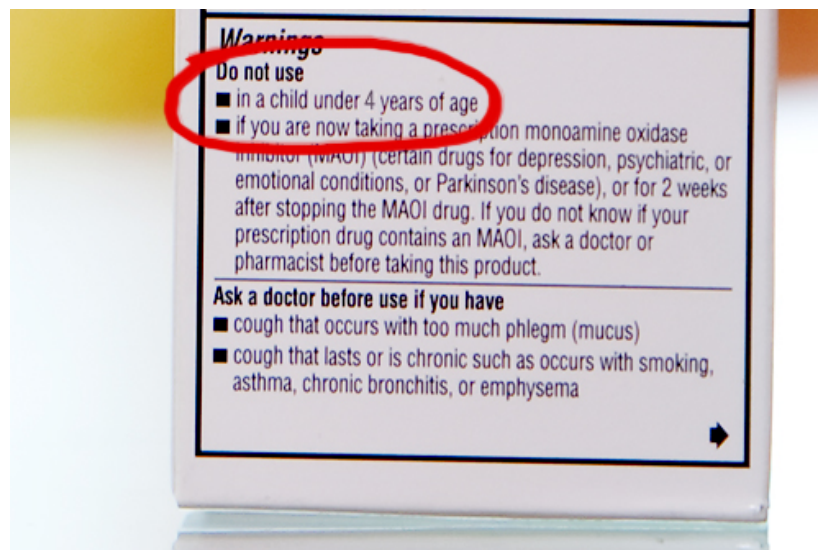 Warnings
Do not use
■ in a child under 4 years of age
■ if you are now taking a prescription monoamine oxidase
inhibitor (MAOI) (certain drugs for depression, psychiatric, or
emotional conditions, or Parkinson's disease), or for 2 weeks
after stopping the MAOI drug. If you do not know if your
prescription drug contains an MAOI, ask a doctor or
pharmacist before taking this product.
Ask a doctor before use if you have
■ cough that occurs with too much phlegm (mucus)
■ cough that lasts or is chronic such as occurs with smoking,
asthma, chronic bronchitis, or emphysema